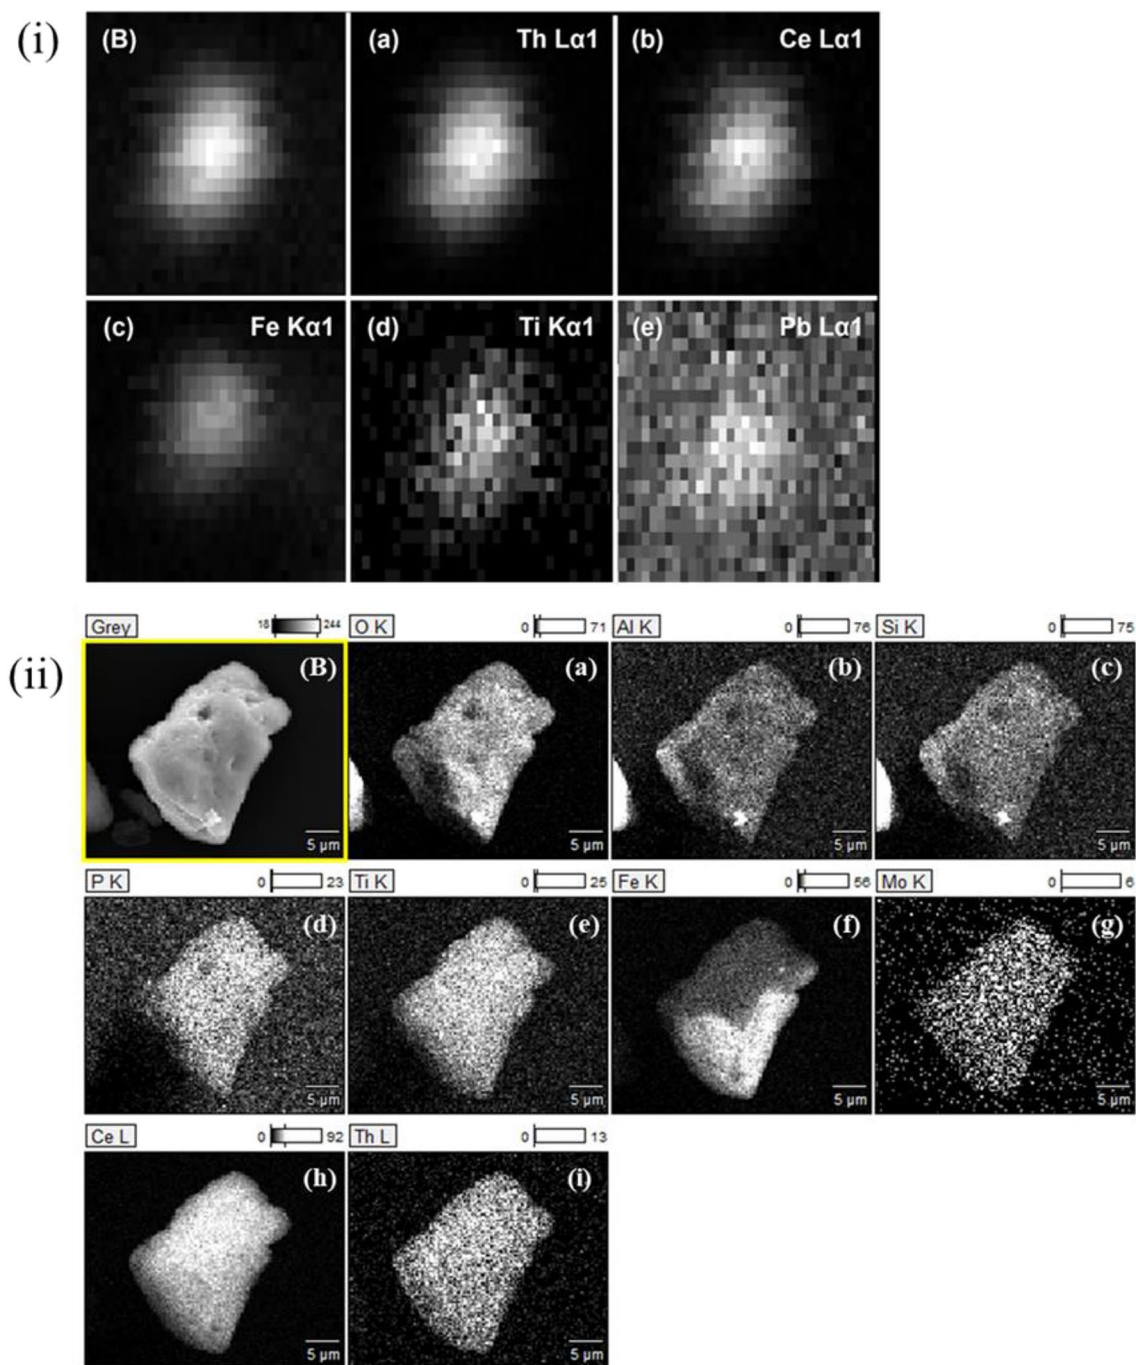 (i)
(B)
(a) Th Lα1
(b) Ce Lα1
(c) Fe Kα1
(d) Ti Kα1
(e) Pb Lα1
(ii)
Grey 18 244
O K 0 71
Al K 0 76
Si K 0 75
(B)
(a)
(b)
(c)
5 µm
5 µm
5 µm
5 µm
P K 0 23
Ti K 0 25
Fe K 0 56
Mo K 0 6
(d)
(e)
(f)
(g)
5 µm
5 µm
5 µm
5 µm
Ce L 0 92
Th L 0 13
(h)
(i)
5 µm
5 µm